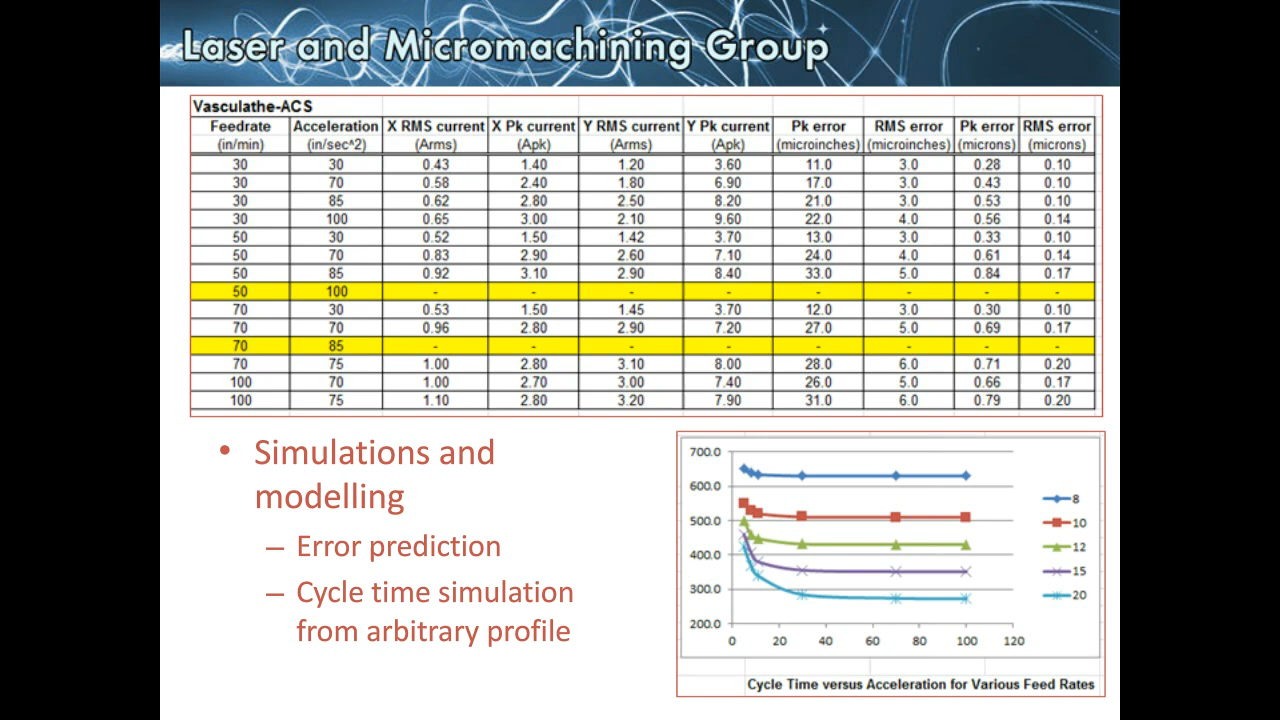 Laser and Micromachining Group
Vasculathe-ACS
Feedrate Acceleration X RMS current X Pk current Y RMS current Y Pk current Pk error RMS error Pk error RMS error
(in/min) (in/sec^2) (Arms) (Apk) (Arms) (Apk) (microinches) (microinches) (microns) (microns)
30 30 0.43 1.40 1.20 3.60 11.0 3.0 0.28 0.10
30 70 0.58 2.40 1.80 6.90 17.0 3.0 0.43 0.10
30 85 0.62 2.80 2.50 8.20 21.0 3.0 0.53 0.10
30 100 0.65 3.00 2.10 9.60 22.0 4.0 0.56 0.14
50 30 0.52 1.50 1.42 3.70 13.0 3.0 0.33 0.10
50 70 0.83 2.90 2.60 7.10 24.0 4.0 0.61 0.14
50 85 0.92 3.10 2.90 8.40 33.0 5.0 0.84 0.17
50 100 - - - - - - - -
70 30 0.53 1.50 1.45 3.70 12.0 3.0 0.30 0.10
70 70 0.96 2.80 2.90 7.20 27.0 5.0 0.69 0.17
70 85 - - - - - - - -
70 75 1.00 2.80 3.10 8.00 28.0 6.0 0.71 0.20
100 70 1.00 2.70 3.00 7.40 26.0 5.0 0.66 0.17
100 75 1.10 2.80 3.20 7.90 31.0 6.0 0.79 0.20
• Simulations and
modelling
– Error prediction
– Cycle time simulation
from arbitrary profile
700.0
600.0
500.0
400.0
300.0
200.0
0 20 40 60 80 100 120
8
10
12
15
20
Cycle Time versus Acceleration for Various Feed Rates